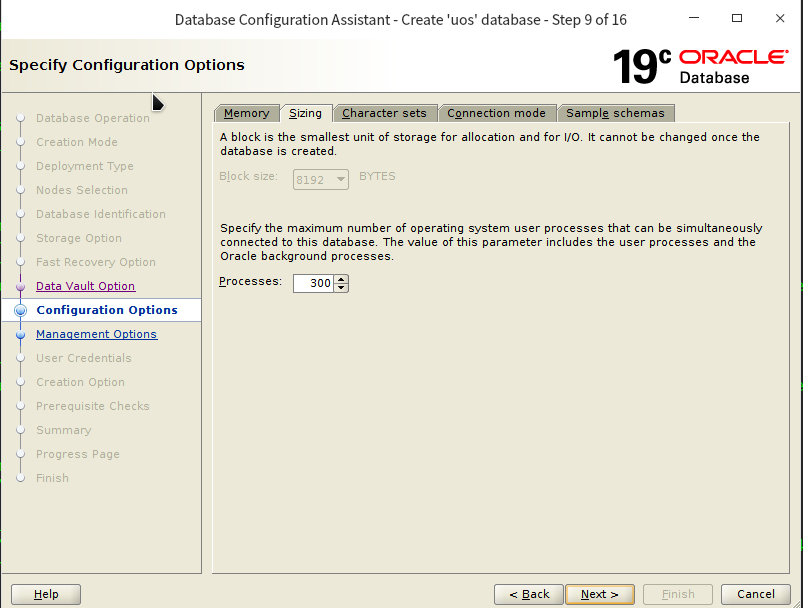 Database Configuration Assistant - Create 'uos' database - Step 9 of 16
Specify Configuration Options
19c ORACLE
Database
Database Operation
Creation Mode
Deployment Type
Nodes Selection
Database Identification
Storage Option
Fast Recovery Option
Data Vault Option
Configuration Options
Management Options
User Credentials
Creation Option
Prerequisite Checks
Summary
Progress Page
Finish
Memory Sizing Character sets Connection mode Sample schemas
A block is the smallest unit of storage for allocation and for I/O. It cannot be changed once the
database is created.
Block size: 8192 BYTES
Specify the maximum number of operating system user processes that can be simultaneously
connected to this database. The value of this parameter includes the user processes and the
Oracle background processes.
Processes: 300
Help < Back Next > Finish Cancel